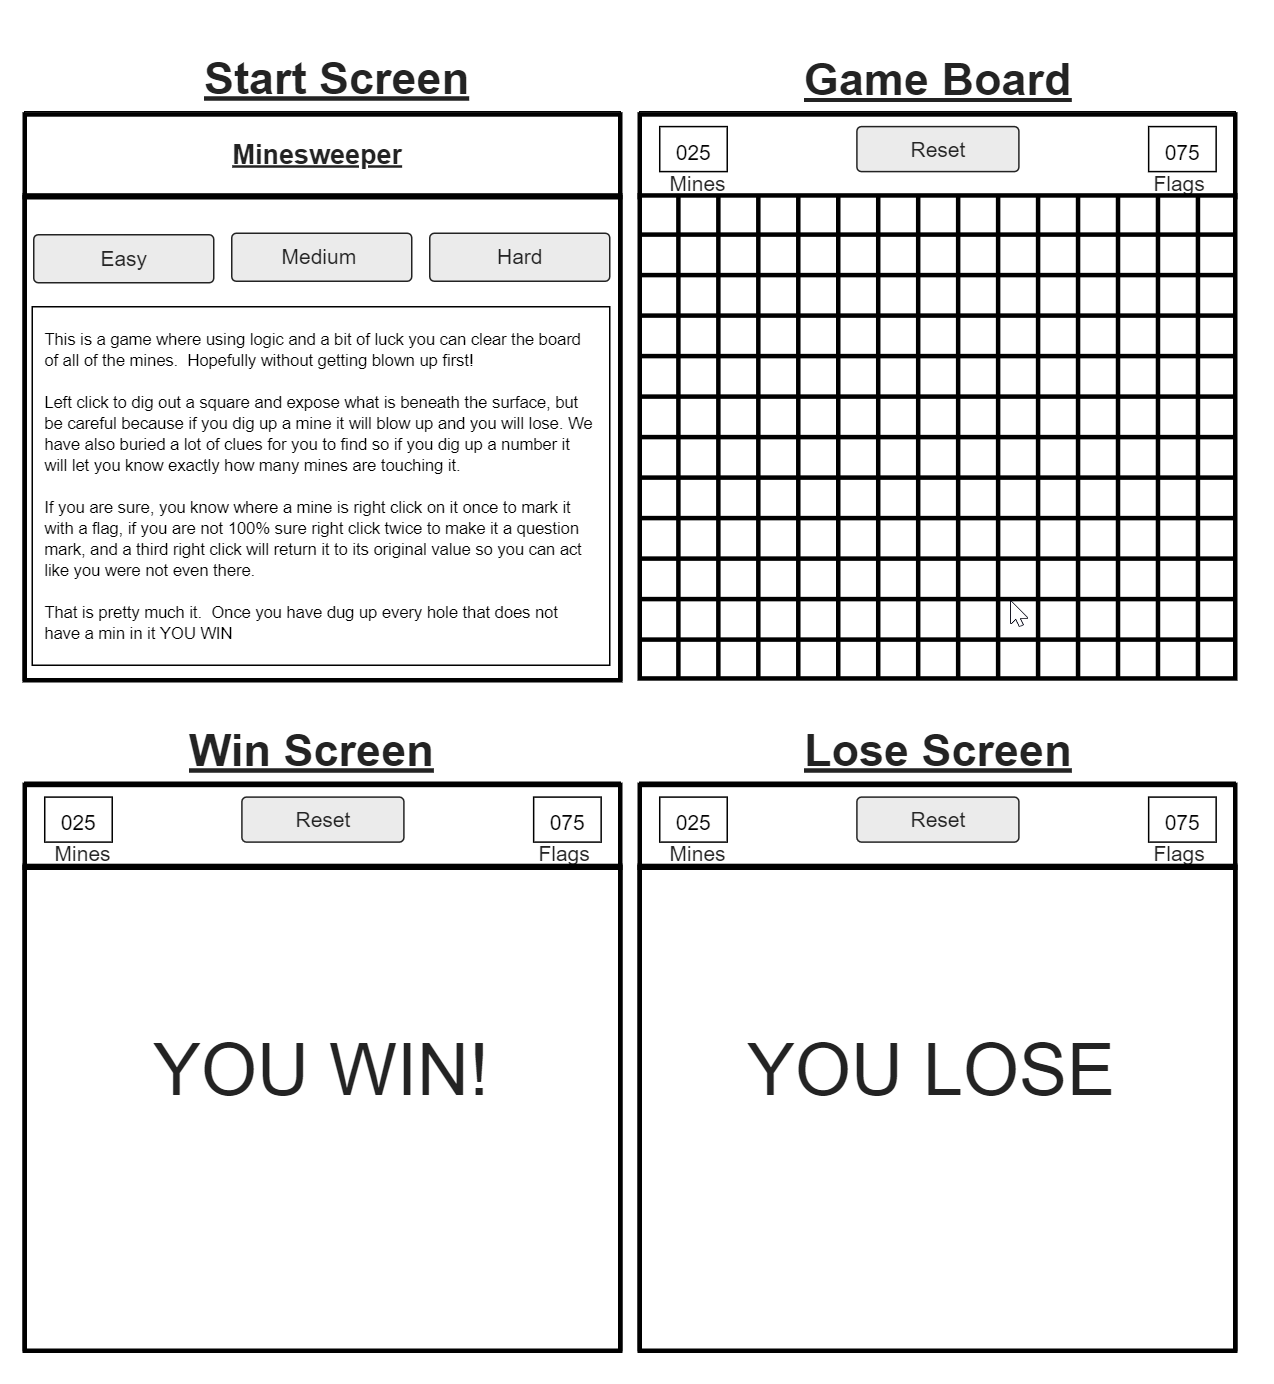 Start Screen
Minesweeper
Easy
Medium
Hard
This is a game where using logic and a bit of luck you can clear the board
of all of the mines.  Hopefully without getting blown up first!
Left click to dig out a square and expose what is beneath the surface, but
be careful because if you dig up a mine it will blow up and you will lose. We
have also buried a lot of clues for you to find so if you dig up a number it
will let you know exactly how many mines are touching it.
If you are sure, you know where a mine is right click on it once to mark it
with a flag, if you are not 100% sure right click twice to make it a question
mark, and a third right click will return it to its original value so you can act
like you were not even there.
That is pretty much it.  Once you have dug up every hole that does not
have a min in it YOU WIN
Game Board
025
Mines
Reset
075
Flags
Win Screen
025
Mines
Reset
075
Flags
YOU WIN!
Lose Screen
025
Mines
Reset
075
Flags
YOU LOSE